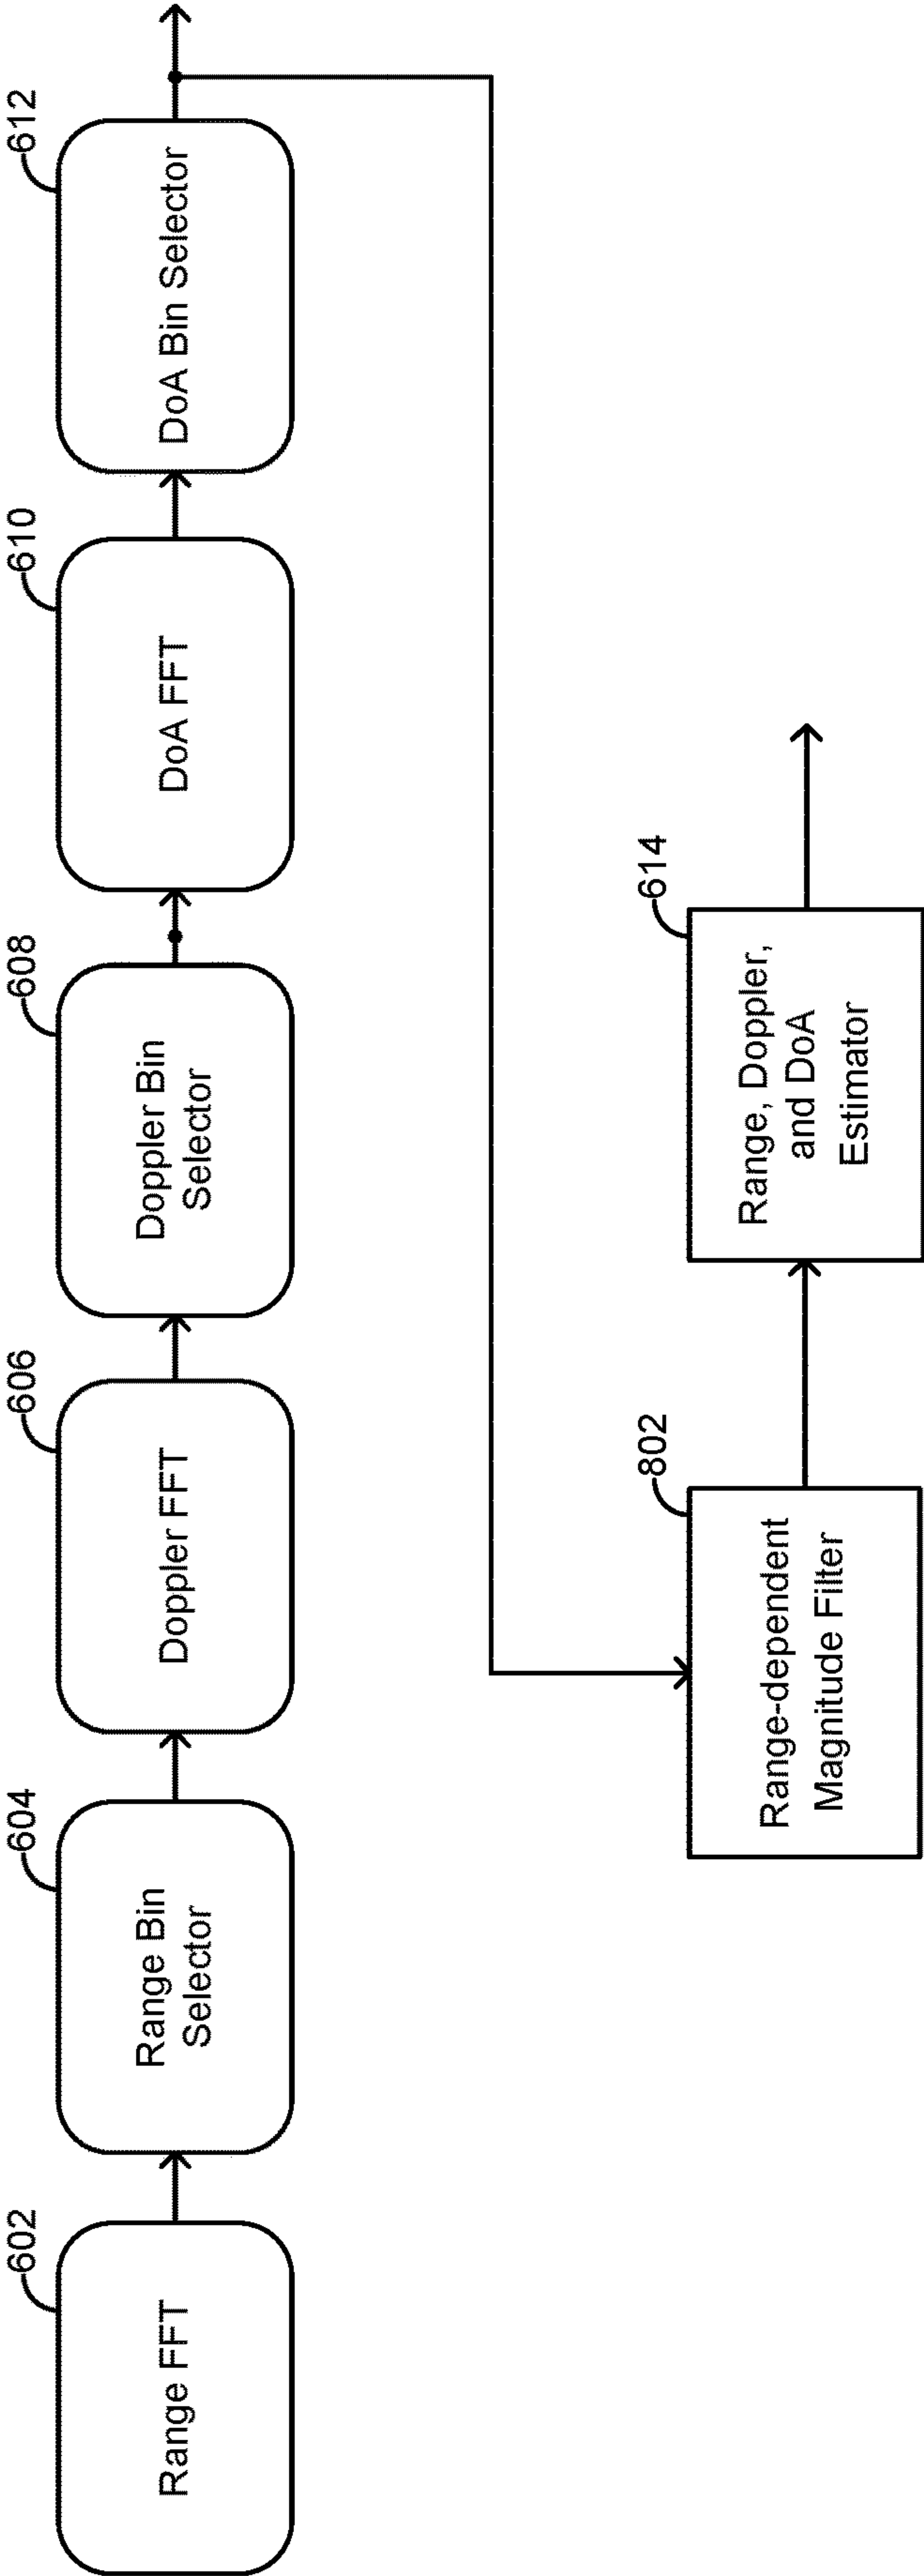 602
Range FFT
604
Range Bin
Selector
606
Doppler FFT
608
Doppler Bin
Selector
610
DoA FFT
612
DoA Bin Selector
802
Range-dependent
Magnitude Filter
614
Range, Doppler,
and DoA
Estimator